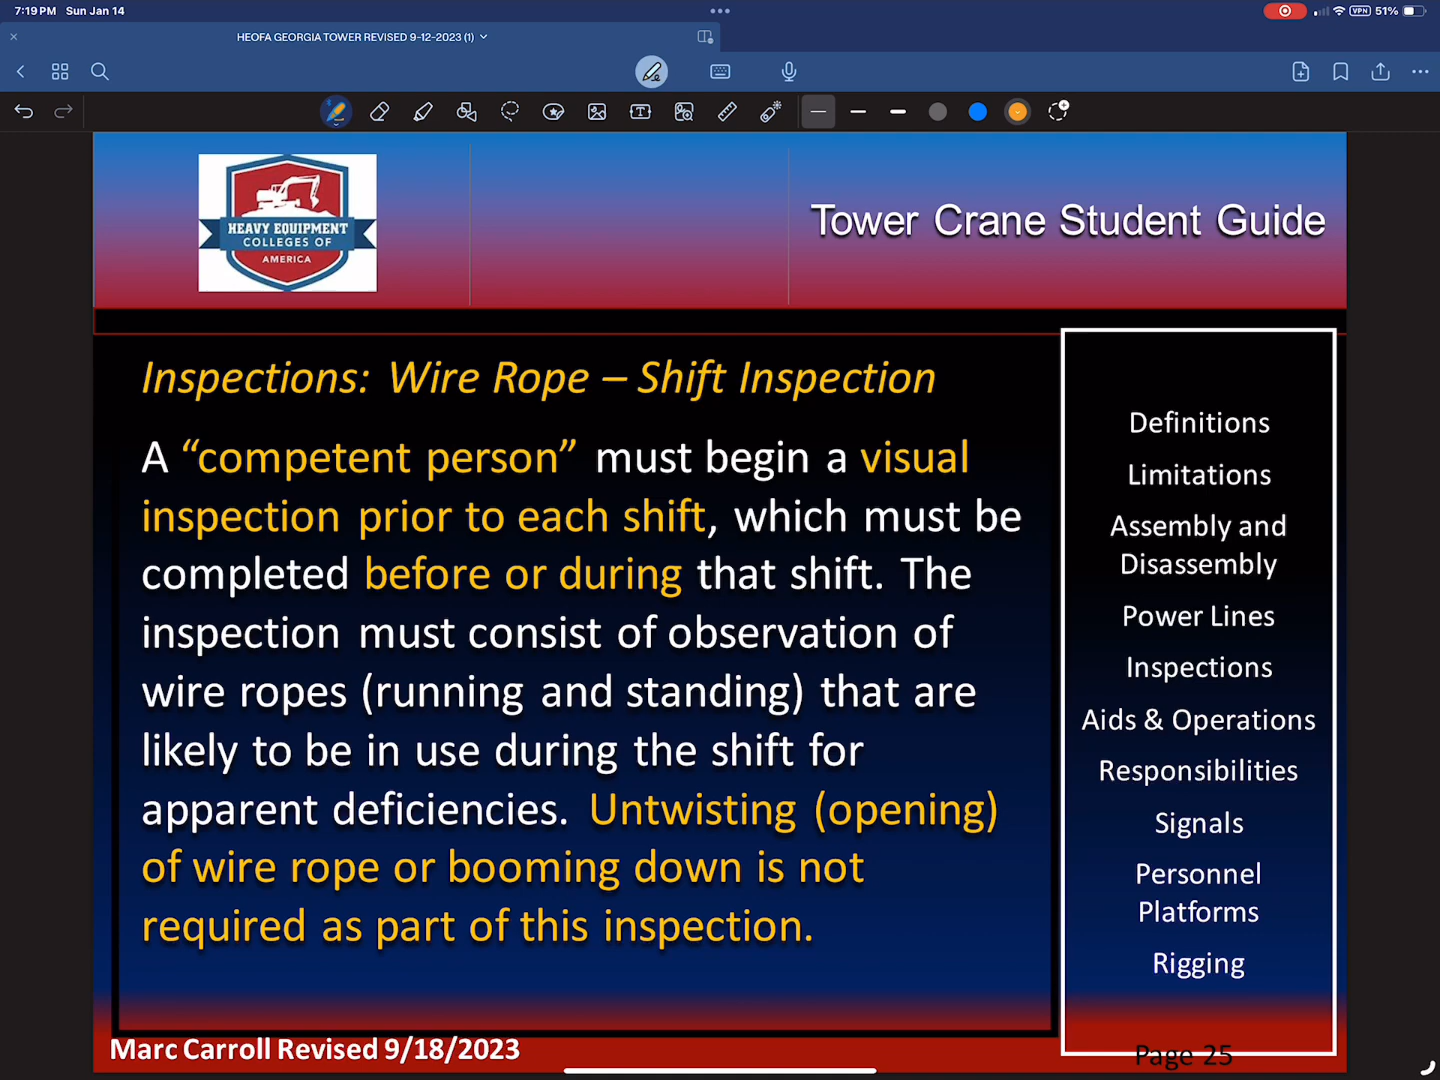 7:19 PM Sun Jan 14
VPN 51%
HEOFA GEORGIA TOWER REVISED 9-12-2023 (1)
HEAVY EQUIPMENT
COLLEGES OF
AMERICA
Tower Crane Student Guide
Inspections: Wire Rope – Shift Inspection
A “competent person” must begin a visual
inspection prior to each shift, which must be
completed before or during that shift. The
inspection must consist of observation of
wire ropes (running and standing) that are
likely to be in use during the shift for
apparent deficiencies. Untwisting (opening)
of wire rope or booming down is not
required as part of this inspection.
Definitions
Limitations
Assembly and
Disassembly
Power Lines
Inspections
Aids & Operations
Responsibilities
Signals
Personnel
Platforms
Rigging
Marc Carroll Revised 9/18/2023
Page 25